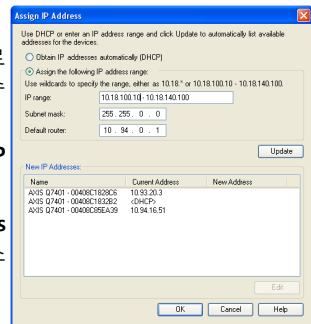 Assign IP Address
Use DHCP or enter an IP address range and click Update to automatically list available
addresses for the devices.
Obtain IP addresses automatically (DHCP)
Assign the following IP address range:
Use wildcards to specify the range, either as 10.18.* or 10.18.100.10 - 10.18.140.100.
IP range: 10.18.100.10 - 10.18.140.100
Subnet mask: 255 . 255 . 0 . 0
Default router: 10 . 94 . 0 . 1
Update
New IP Addresses:
Name Current Address New Address
AXIS Q7401 - 00408C1828C6 10.93.20.3
AXIS Q7401 - 00408C1832B2 <DHCP>
AXIS Q7401 - 00408C85EA39 10.94.16.51
Edit
OK Cancel Help